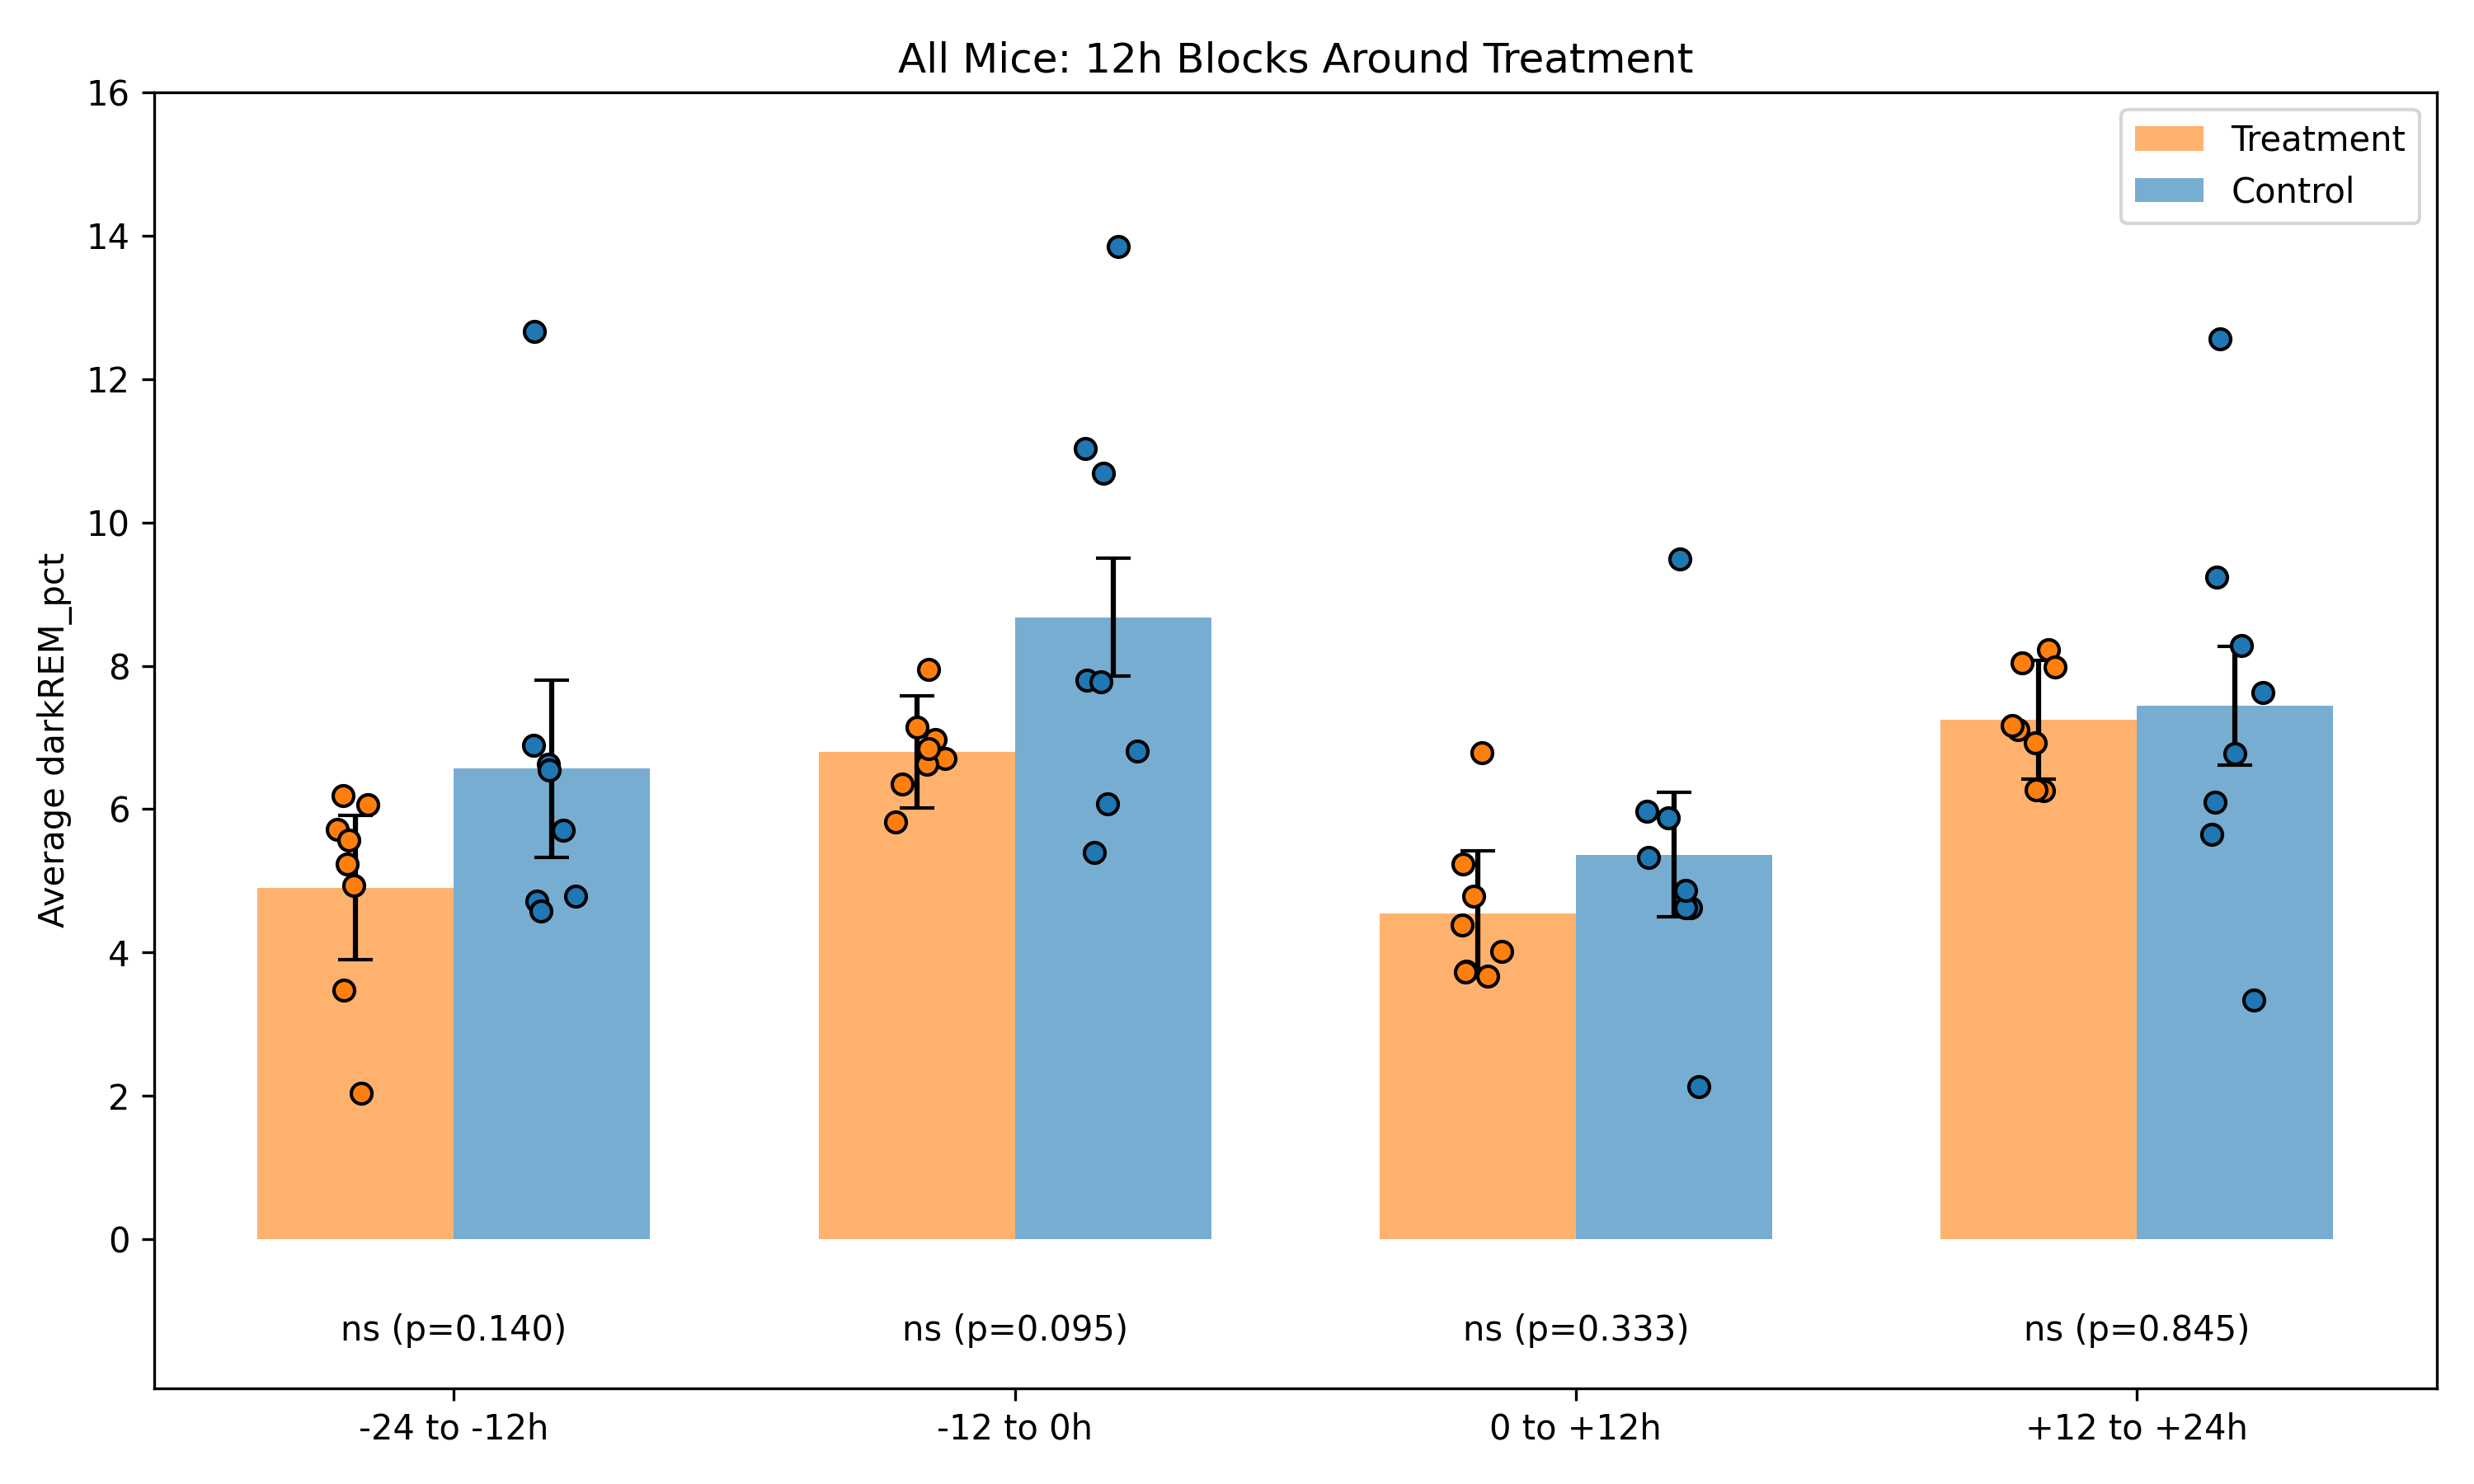 All Mice: 12h Blocks Around Treatment
16
14
12
10
8
6
4
2
0
Average darkREM_pct
Treatment
Control
ns (p=0.140)
ns (p=0.095)
ns (p=0.333)
ns (p=0.845)
-24 to -12h
-12 to 0h
0 to +12h
+12 to +24h